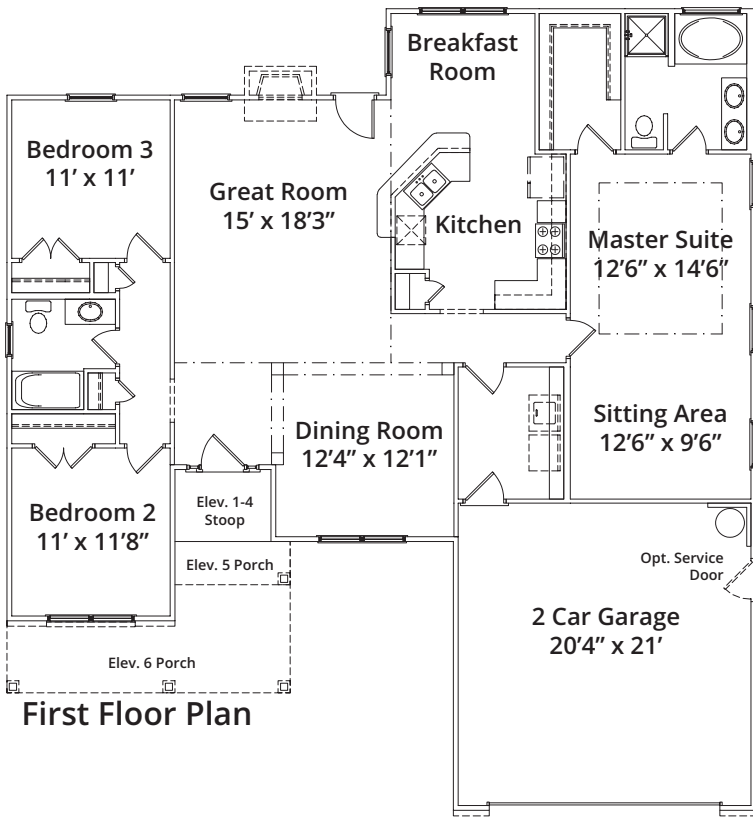 Breakfast
Room
Bedroom 3
11’ x 11’
Great Room
15’ x 18’3”
Kitchen
Master Suite
12’6” x 14’6”
Sitting Area
12’6” x 9’6”
Dining Room
12’4” x 12’1”
Bedroom 2
11’ x 11’8”
Elev. 1-4
Stoop
Elev. 5 Porch
Opt. Service
Door
2 Car Garage
20’4” x 21’
Elev. 6 Porch
First Floor Plan